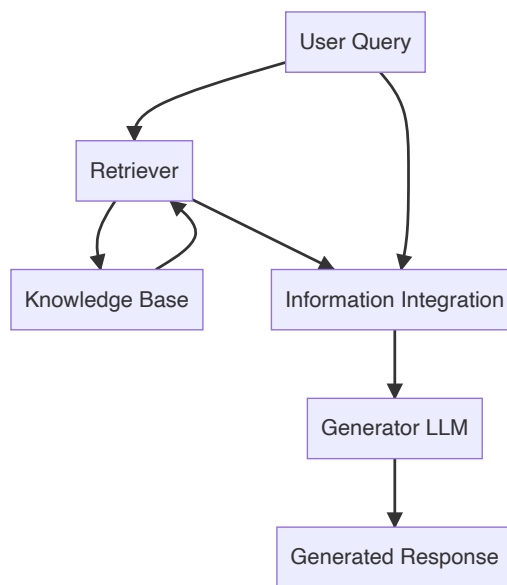 User Query
Retriever
Knowledge Base
Information Integration
Generator LLM
Generated Response